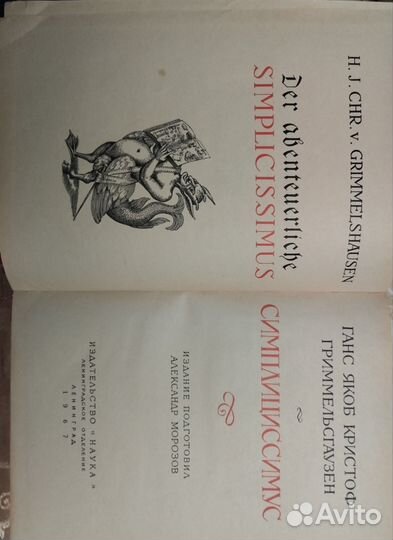 H. J. CHR. v. GRIMMELSHAUSEN
Der abenteuerliche
SIMPLICISSIMUS
ГАНС ЯКОБ КРИСТОФ
ГРИММЕЛЬСГАУЗЕН
СИМПЛИЦИССИМУС
ИЗДАНИЕ ПОДГОТОВИЛ
АЛЕКСАНДР МОРОЗОВ
ИЗДАТЕЛЬСТВО «НАУКА»
ЛЕНИНГРАДСКОЕ ОТДЕЛЕНИЕ
ЛЕНИНГРАД
1967
Avito